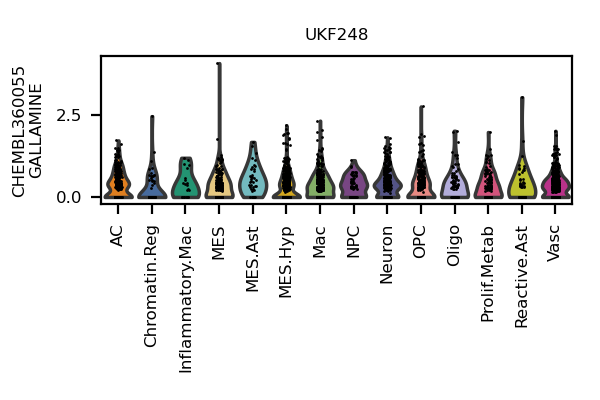 UKF248
CHEMBL360055
GALLAMINE
2.5
0.0
AC
Chromatin.Reg
Inflammatory.Mac
MES
MES.Ast
MES.Hyp
Mac
NPC
Neuron
OPC
Oligo
Prolif.Metab
Reactive.Ast
Vasc